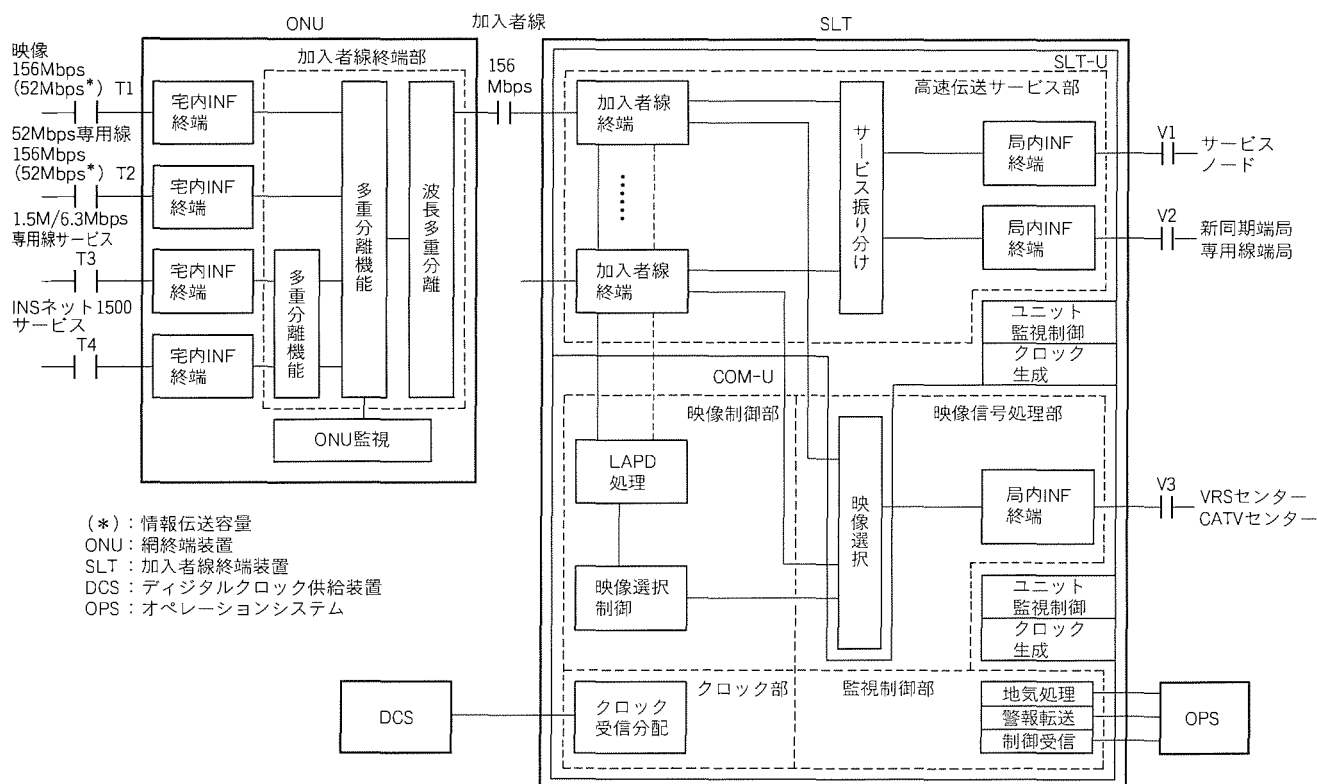 ONU
加入者線
SLT
映像
156Mbps
(52Mbps*) T1
52Mbps専用線
156Mbps
(52Mbps*) T2
1.5M/6.3Mbps
専用線サービス
T3
INSネット1500
サービス
T4
宅内INF
終端
宅内INF
終端
宅内INF
終端
宅内INF
終端
加入者線終端部
多重分離機能
多重分離機能
波長多重分離
ONU監視
156
Mbps
SLT-U
高速伝送サービス部
加入者線
終端
加入者線
終端
サービス振り分け
局内INF
終端
局内INF
終端
V1
サービス
ノード
V2
新同期端局
専用線端局
ユニット
監視制御
クロック
生成
COM-U
映像制御部
映像信号処理部
LAPD
処理
映像選択
制御
映像選択
局内INF
終端
V3
VRSセンター
CATVセンター
ユニット
監視制御
クロック
生成
クロック部
監視制御部
DCS
クロック
受信分配
地気処理
警報転送
制御受信
OPS
(*):情報伝送容量
ONU:網終端装置
SLT:加入者線終端装置
DCS:ディジタルクロック供給装置
OPS:オペレーションシステム